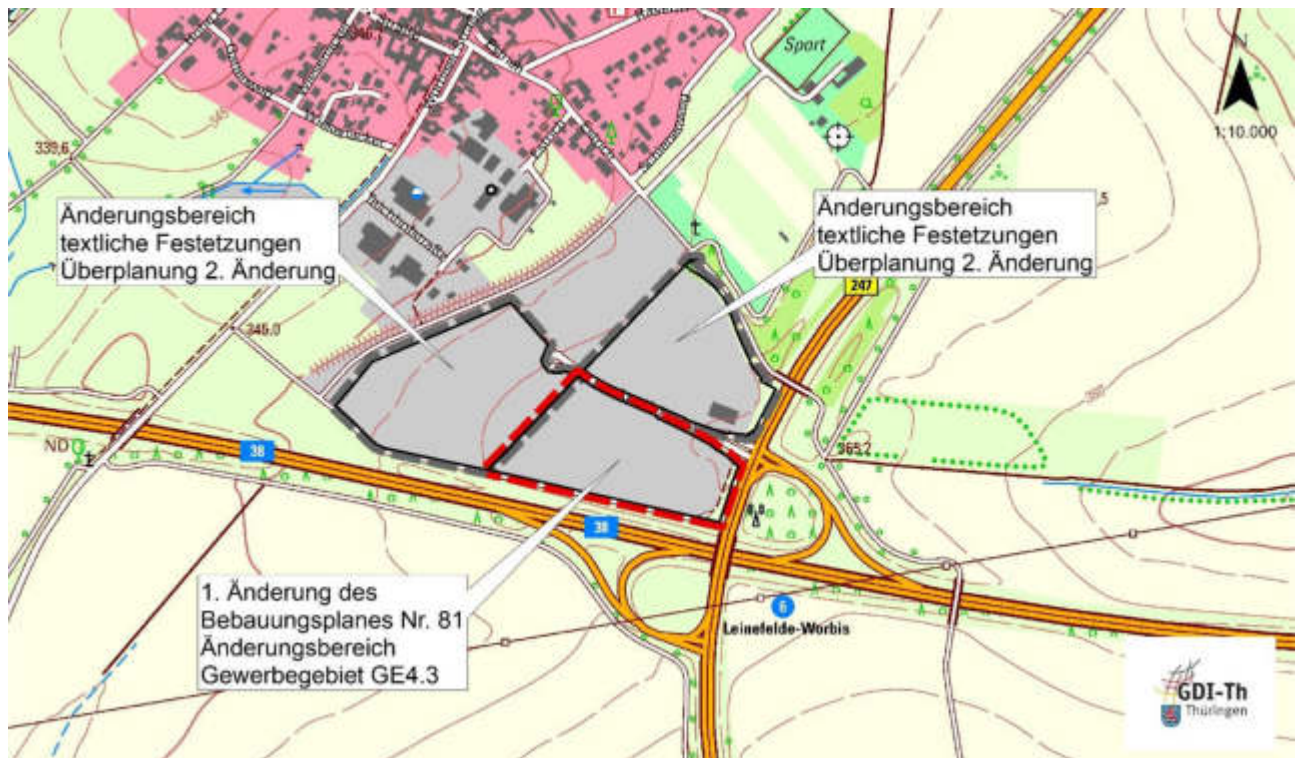 Sport
N
1:10.000
339,6
Änderungsbereich
textliche Festetzungen
Überplanung 2. Änderung
Änderungsbereich
textliche Festetzungen
Überplanung 2. Änderung
247
345.0
ND
38
38
1. Änderung des
Bebauungsplanes Nr. 81
Änderungsbereich
Gewerbegebiet GE4.3
6
Leinefelde-Worbis
GDI-Th
Thüringen